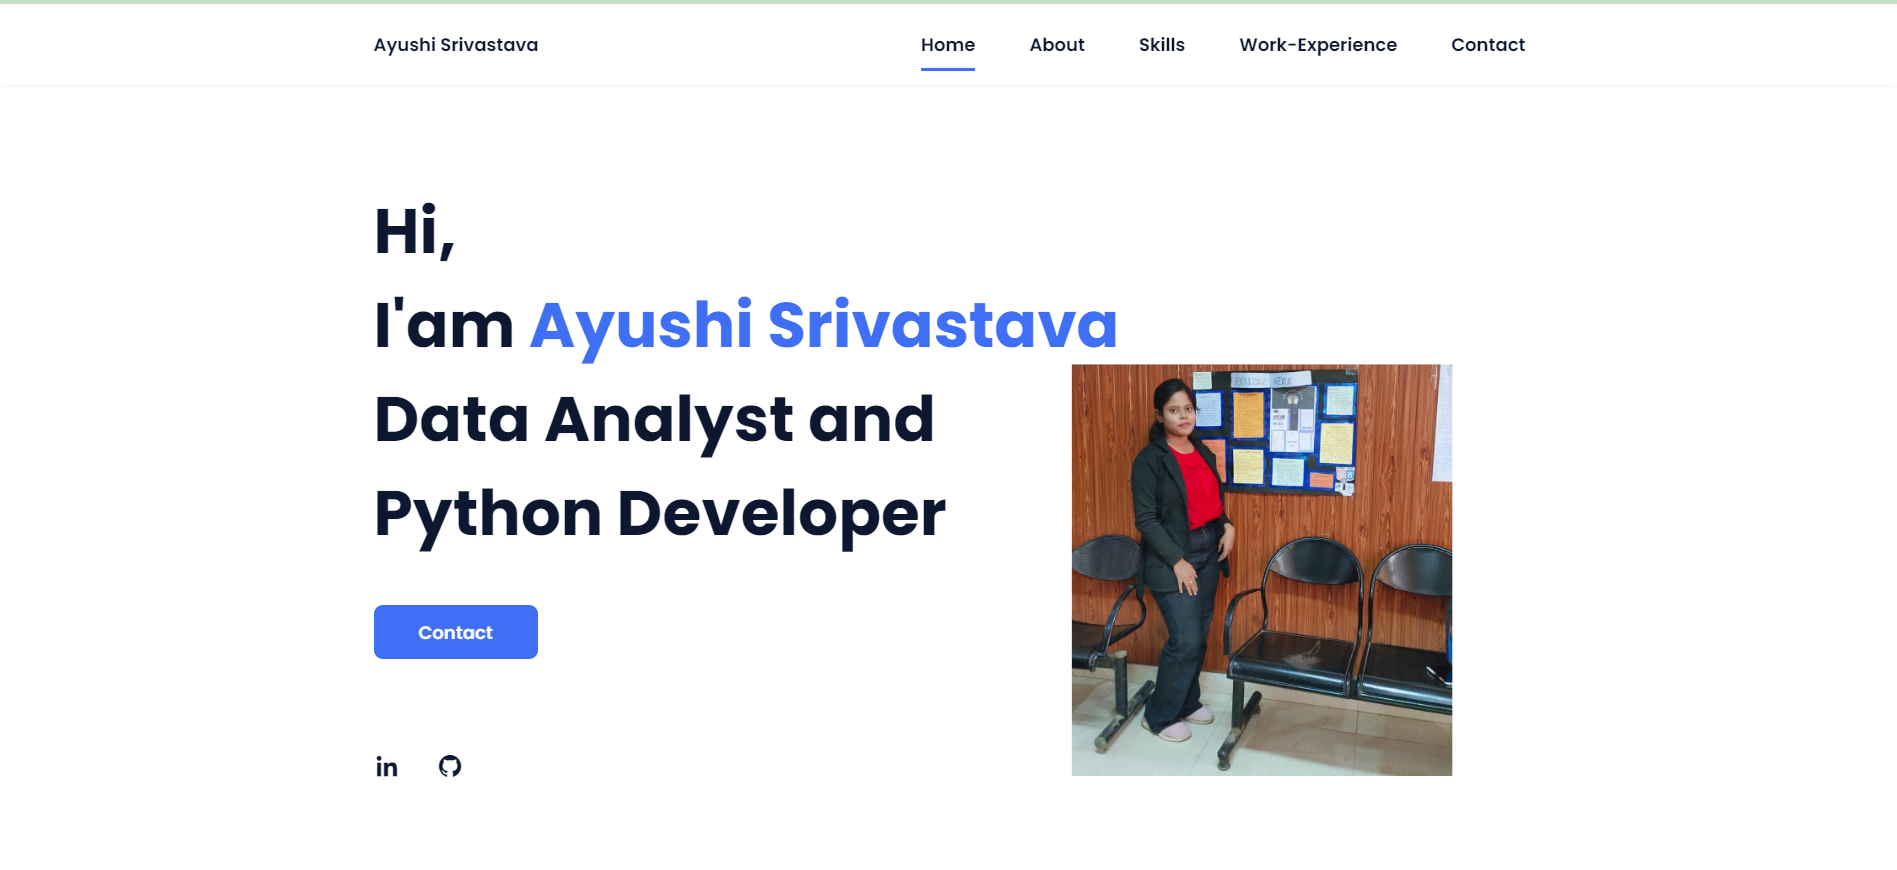 Ayushi Srivastava
Home
About
Skills
Work-Experience
Contact
Hi,
I'am Ayushi Srivastava
Data Analyst and
Python Developer
Contact
in